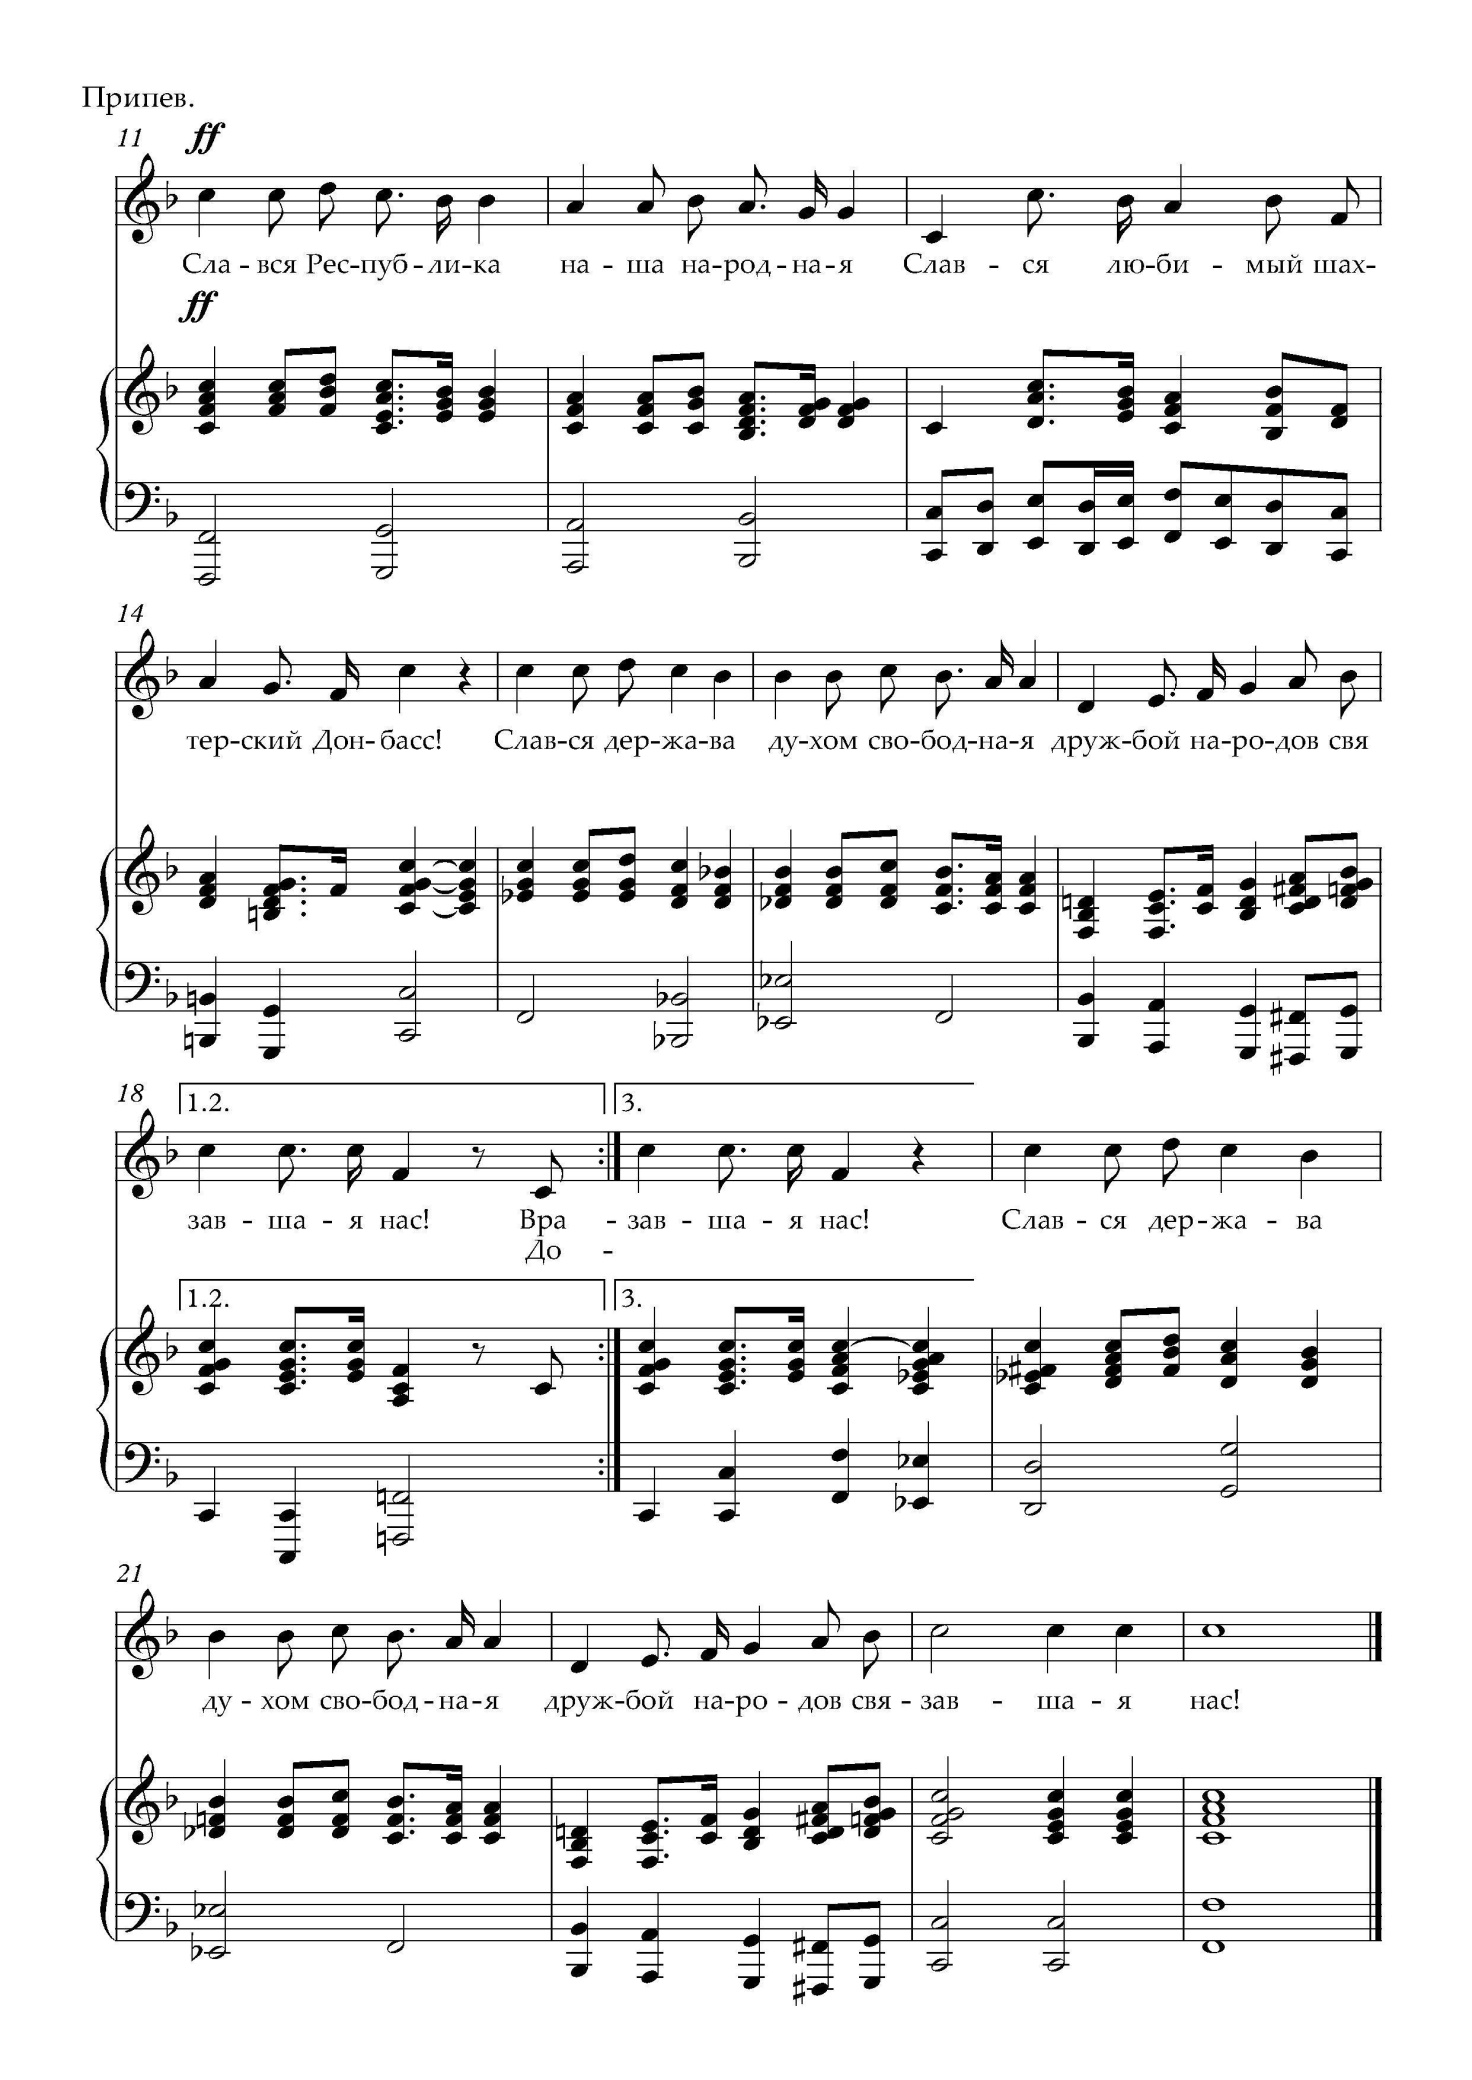 Припев.
11 ff
Сла - вся Рес-пуб-ли-ка на - ша на-род-на-я Слав - ся лю-би - мый шах-
ff
14
тер-ский Дон-басс! Слав-ся дер-жа-ва ду-хом сво-бод-на-я друж-бой на-ро-дов свя
18 1.2. 3.
зав - ша - я нас! Вра - зав - ша - я нас! Слав - ся дер-жа - ва
До -
1.2. 3.
21
ду - хом сво-бод-на-я друж-бой на-ро - дов свя-зав - ша - я нас!